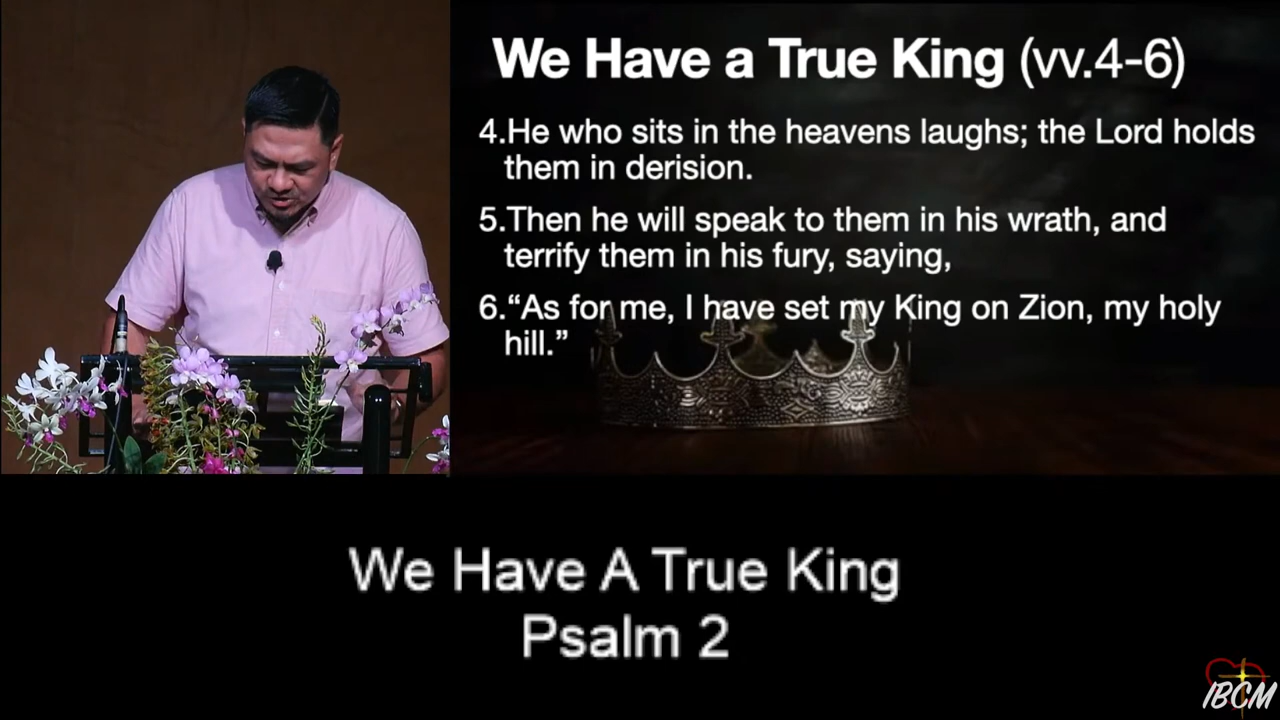 We Have a True King (vv.4-6)
4.He who sits in the heavens laughs; the Lord holds
them in derision.
5.Then he will speak to them in his wrath, and
terrify them in his fury, saying,
6.“As for me, I have set my King on Zion, my holy
hill.”
We Have A True King
Psalm 2
IBCM